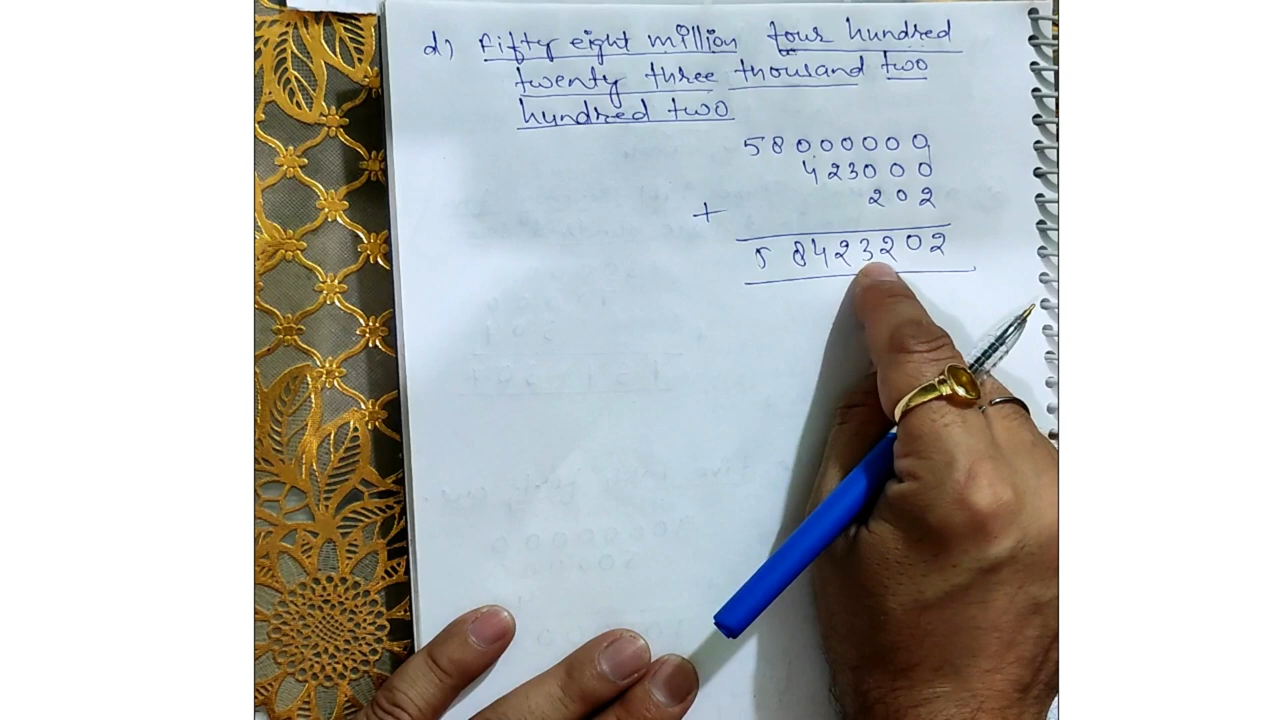 d) Fifty eight million four hundred
twenty three thousand two
hundred two
58000000
423000
+ 202
58423202